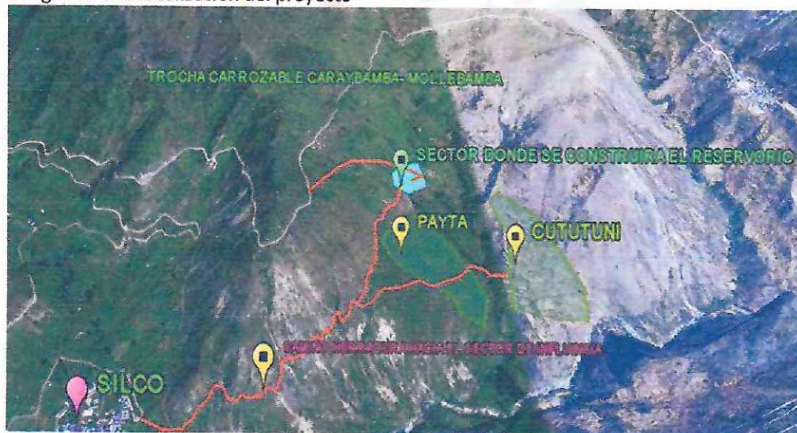 TROCHA CARROZABLE CARAYBAMBA- MOLLEBAMBA
SECTOR DONDE SE CONSTRUIRA EL RESERVORIO
PAYTA
CUTUTUNI
SILCO